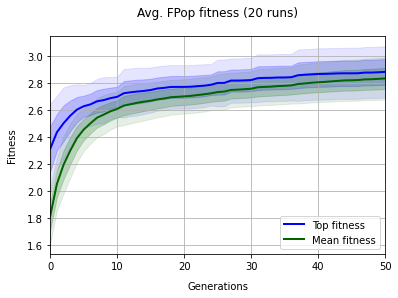 Avg. FPop fitness (20 runs)
3.0
2.8
2.6
2.4
2.2
2.0
1.8
1.6
Fitness
Top fitness
Mean fitness
0 10 20 30 40 50
Generations